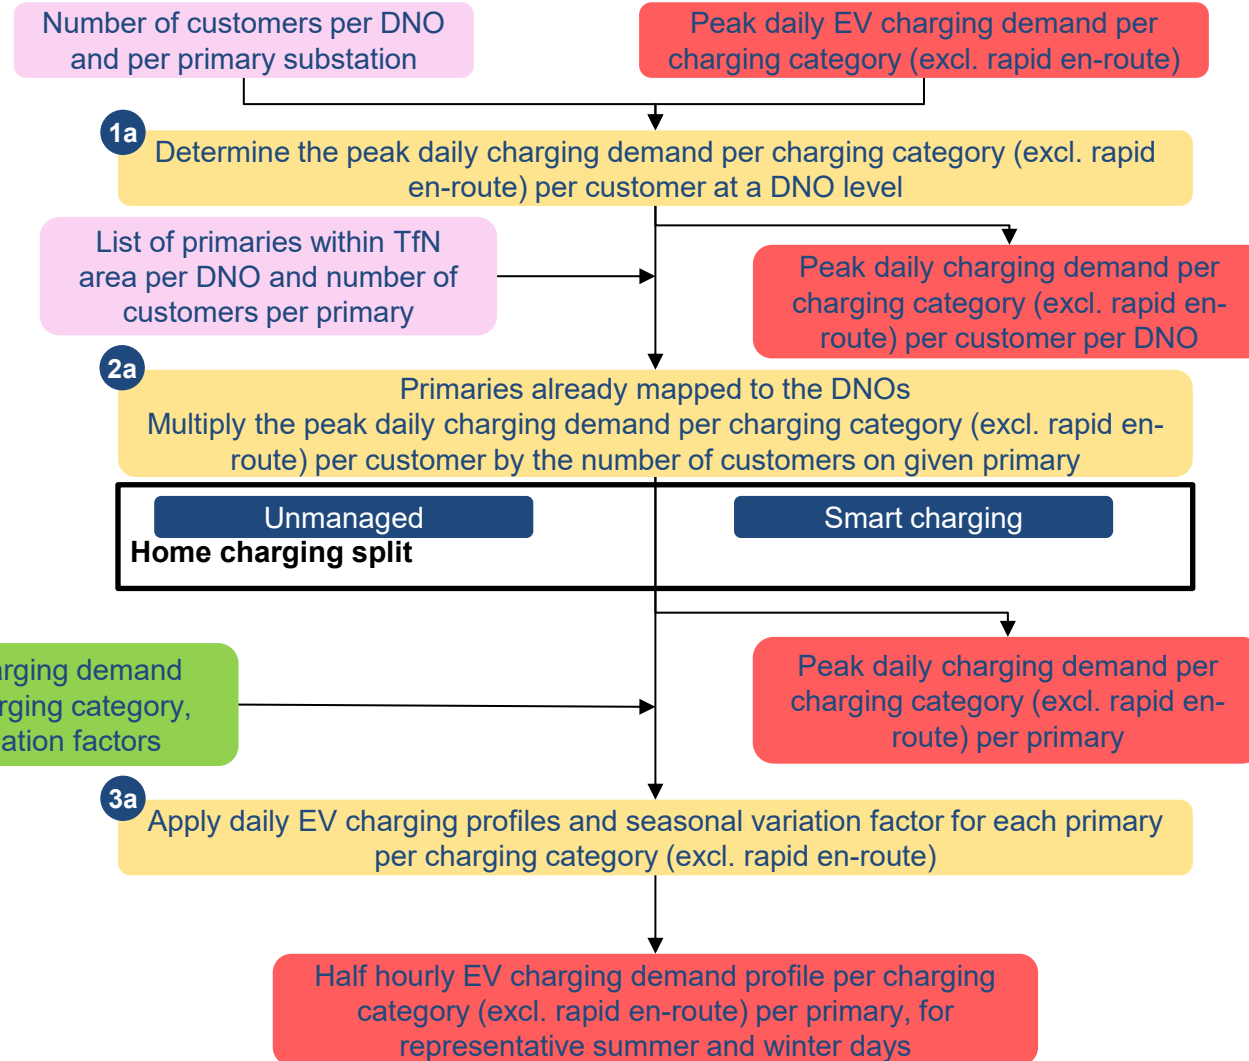 Number of customers per DNO
and per primary substation
Peak daily EV charging demand per
charging category (excl. rapid en-route)
1a
Determine the peak daily charging demand per charging category (excl. rapid
en-route) per customer at a DNO level
List of primaries within TfN
area per DNO and number of
customers per primary
Peak daily charging demand per
charging category (excl. rapid en-
route) per customer per DNO
2a
Primaries already mapped to the DNOs
Multiply the peak daily charging demand per charging category (excl. rapid en-
route) per customer by the number of customers on given primary
Unmanaged
Smart charging
Home charging split
demand
category,
factors
Peak daily charging demand per
charging category (excl. rapid en-
route) per primary
3a
Apply daily EV charging profiles and seasonal variation factor for each primary
per charging category (excl. rapid en-route)
Half hourly EV charging demand profile per charging
category (excl. rapid en-route) per primary, for
representative summer and winter days